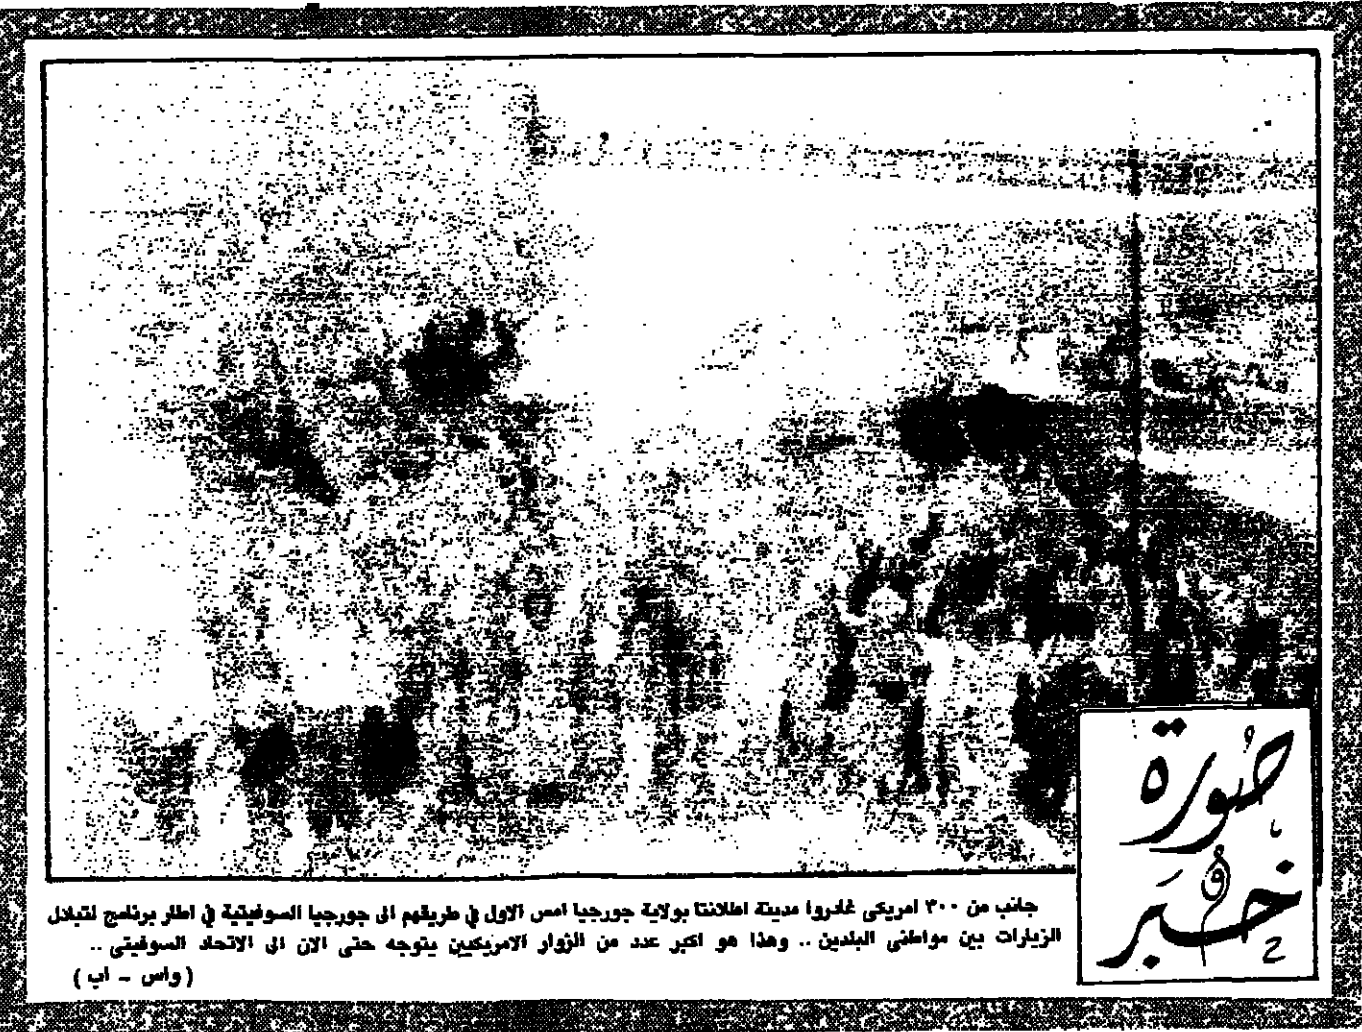 صورة
خبر
جانب من ٣٠٠ امريكى غادروا مدينة اطلانتا بولاية جورجيا امس الاول في طريقهم الى جورجيا السوفيتية في اطار برنامج لتبادل
الزيارات بين مواطنى البلدين .. وهذا هو اكبر عدد من الزوار الامريكيين يتوجه حتى الان الى الاتحاد السوفيتى ..
( واس - اب )